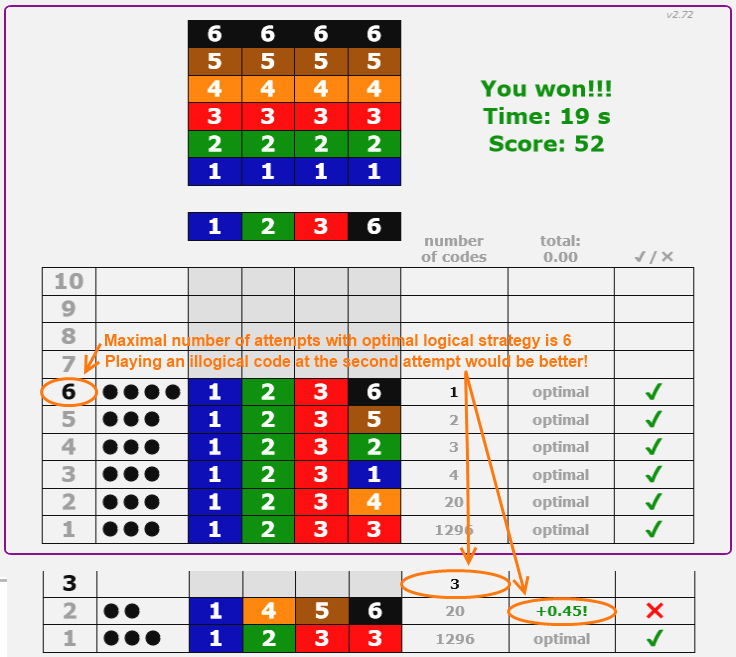 v2.72
6 6 6 6
5 5 5 5
4 4 4 4
3 3 3 3
2 2 2 2
1 1 1 1
You won!!!
Time: 19 s
Score: 52
1 2 3 6
number of codes
total: 0.00
✓/✕
10
9
8
Maximal number of attempts with optimal logical strategy is 6
7
Playing an illogical code at the second attempt would be better!
6 1 2 3 6 1 optimal ✓
5 1 2 3 5 2 optimal ✓
4 1 2 3 2 3 optimal ✓
3 1 2 3 1 4 optimal ✓
2 1 2 3 4 20 optimal ✓
1 1 2 3 3 1296 optimal ✓
3 3
2 1 4 5 6 20 +0.45! ✕
1 1 2 3 3 1296 optimal ✓